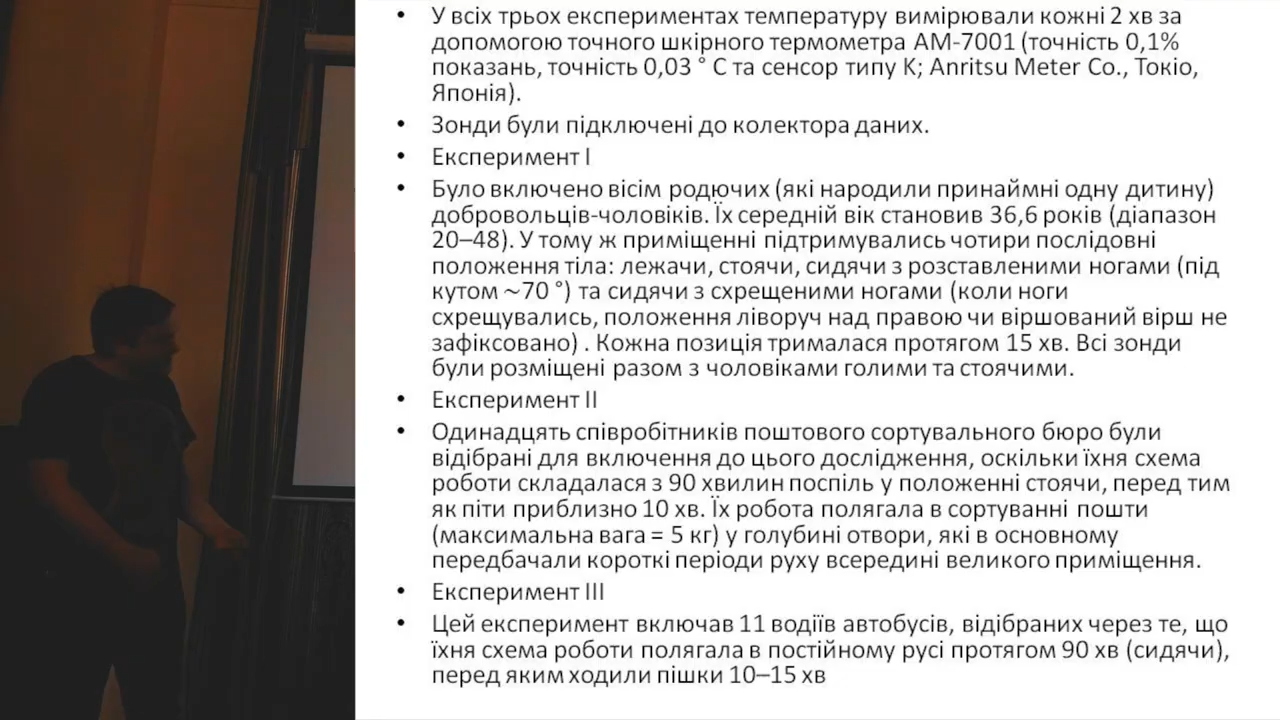 • У всіх трьох експериментах температуру вимірювали кожні 2 хв за
допомогою точного шкірного термометра AM-7001 (точність 0,1%
показань, точність 0,03 ° C та сенсор типу K; Anritsu Meter Co., Токіо,
Японія).
• Зонди були підключені до колектора даних.
• Експеримент I
• Було включено вісім родючих (які народили принаймні одну дитину)
добровольців-чоловіків. Їх середній вік становив 36,6 років (діапазон
20–48). У тому ж приміщенні підтримувались чотири послідовні
положення тіла: лежачи, стоячи, сидячи з розставленими ногами (під
кутом ~70 °) та сидячи з схрещеними ногами (коли ноги
схрещувались, положення ліворуч над правою чи віршований вірш не
зафіксовано) . Кожна позиція трималася протягом 15 хв. Всі зонди
були розміщені разом з чоловіками голими та стоячими.
• Експеримент II
• Одинадцять співробітників поштового сортувального бюро були
відібрані для включення до цього дослідження, оскільки їхня схема
роботи складалася з 90 хвилин поспіль у положенні стоячи, перед тим
як піти приблизно 10 хв. Їх робота полягала в сортуванні пошти
(максимальна вага = 5 кг) у голубині отвори, які в основному
передбачали короткі періоди руху всередині великого приміщення.
• Експеримент III
• Цей експеримент включав 11 водіїв автобусів, відібраних через те, що
їхня схема роботи полягала в постійному русі протягом 90 хв (сидячи),
перед яким ходили пішки 10–15 хв